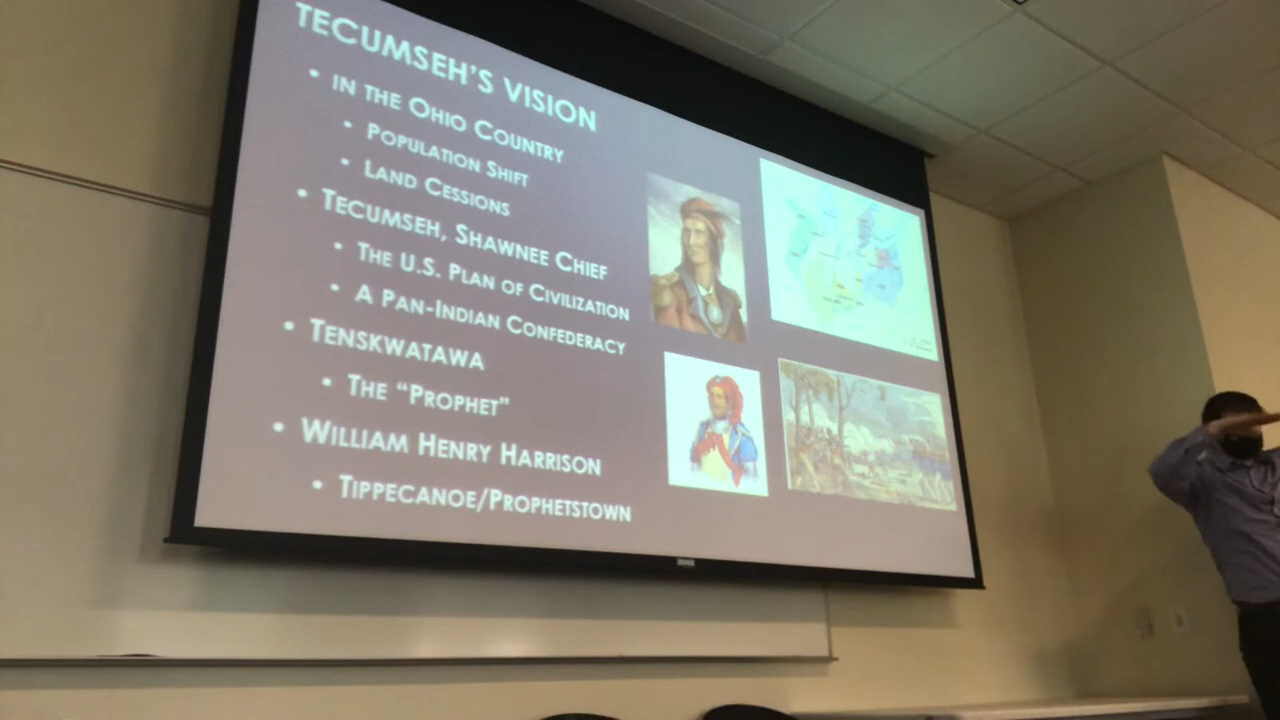 TECUMSEH'S VISION
• IN THE OHIO COUNTRY
• POPULATION SHIFT
• LAND CESSIONS
• TECUMSEH, SHAWNEE CHIEF
• THE U.S. PLAN OF CIVILIZATION
• A PAN-INDIAN CONFEDERACY
• TENSKWATAWA
• THE “PROPHET”
• WILLIAM HENRY HARRISON
• TIPPECANOE/PROPHETSTOWN